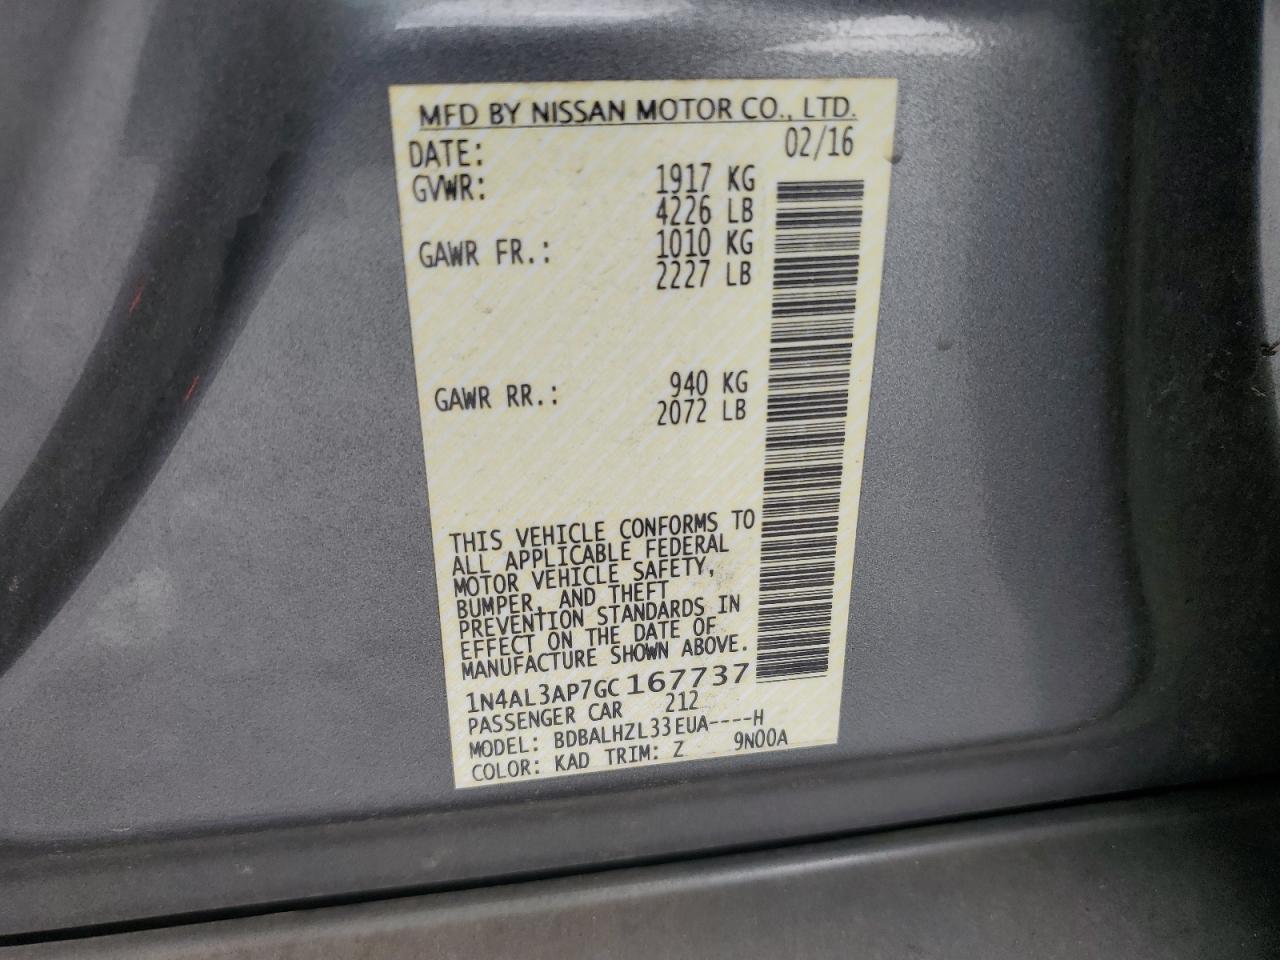 MFD BY NISSAN MOTOR CO., LTD.
DATE: 02/16
GVWR: 1917 KG
4226 LB
GAWR FR.: 1010 KG
2227 LB
GAWR RR.: 940 KG
2072 LB
THIS VEHICLE CONFORMS TO
ALL APPLICABLE FEDERAL
MOTOR VEHICLE SAFETY,
BUMPER, AND THEFT
PREVENTION STANDARDS IN
EFFECT ON THE DATE OF
MANUFACTURE SHOWN ABOVE.
1N4AL3AP7GC167737
PASSENGER CAR 212
MODEL: BDBALHZL33EUA----H
COLOR: KAD TRIM: Z 9N00A